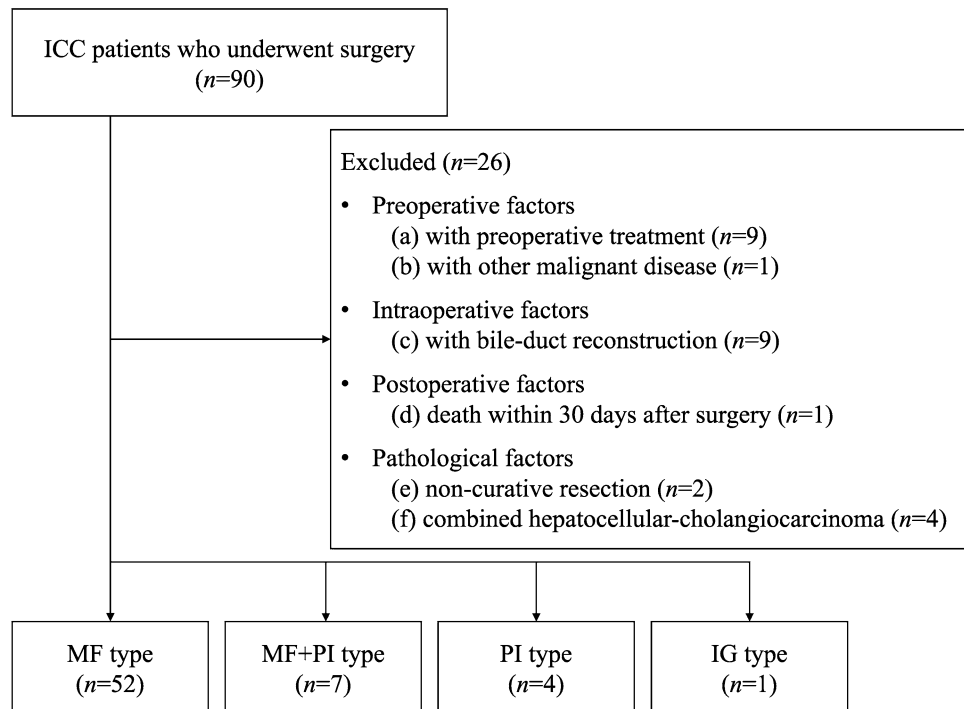 ICC patients who underwent surgery
(n=90)
Excluded (n=26)
• Preoperative factors
(a) with preoperative treatment (n=9)
(b) with other malignant disease (n=1)
• Intraoperative factors
(c) with bile-duct reconstruction (n=9)
• Postoperative factors
(d) death within 30 days after surgery (n=1)
• Pathological factors
(e) non-curative resection (n=2)
(f) combined hepatocellular-cholangiocarcinoma (n=4)
MF type
(n=52)
MF+PI type
(n=7)
PI type
(n=4)
IG type
(n=1)